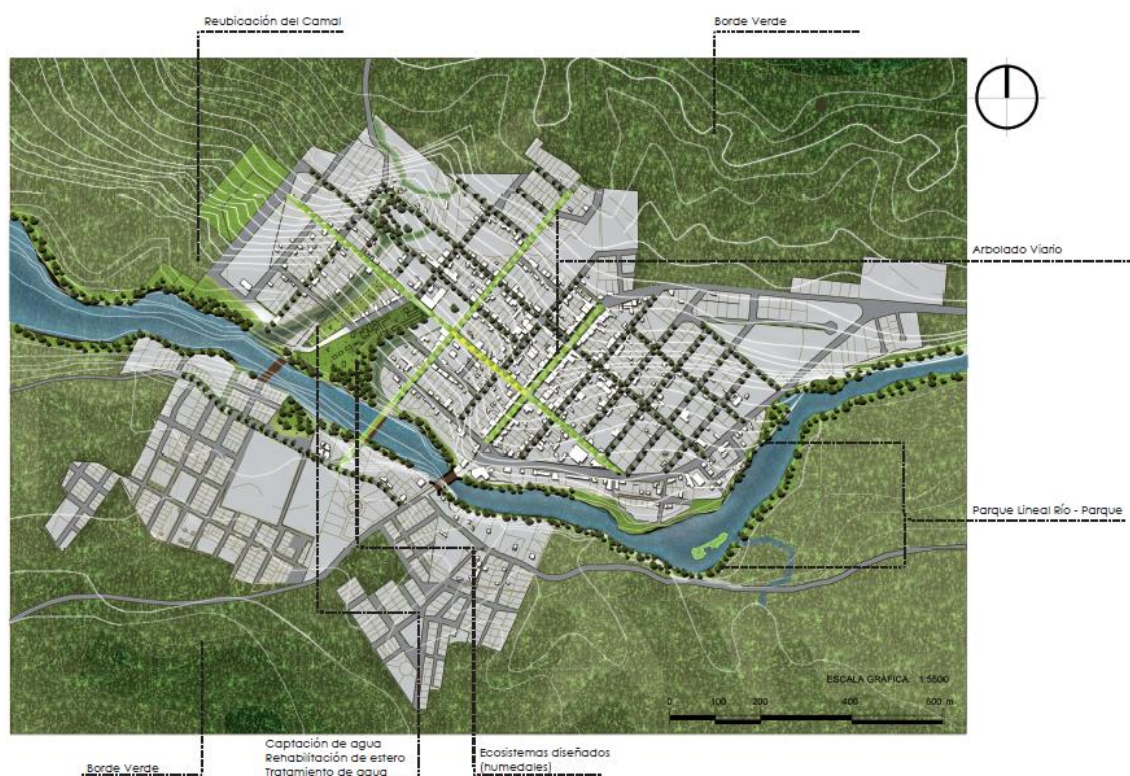 Reubicación del Camal
Borde Verde
Arbolado Viario
Parque Lineal Río - Parque
ESCALA GRÁFICA 1:5500
0 100 200 400 600 m
Captación de agua
Rehabilitación de estero
Tratamiento de agua
Ecosistemas diseñados
(humedales)
Borde Verde